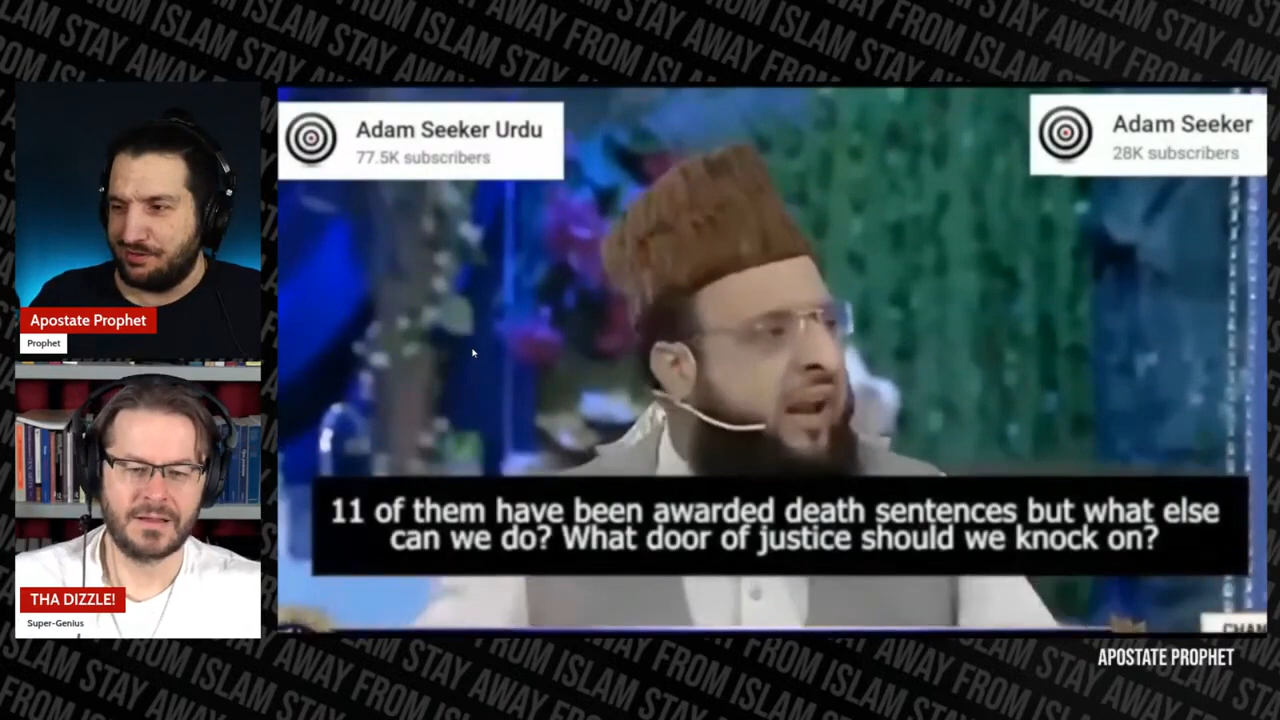 Adam Seeker Urdu
77.5K subscribers
Adam Seeker
28K subscribers
Apostate Prophet
Prophet
THA DIZZLE!
Super-Genius
11 of them have been awarded death sentences but what else
can we do? What door of justice should we knock on?
APOSTATE PROPHET
STAY AWAY FROM ISLAM